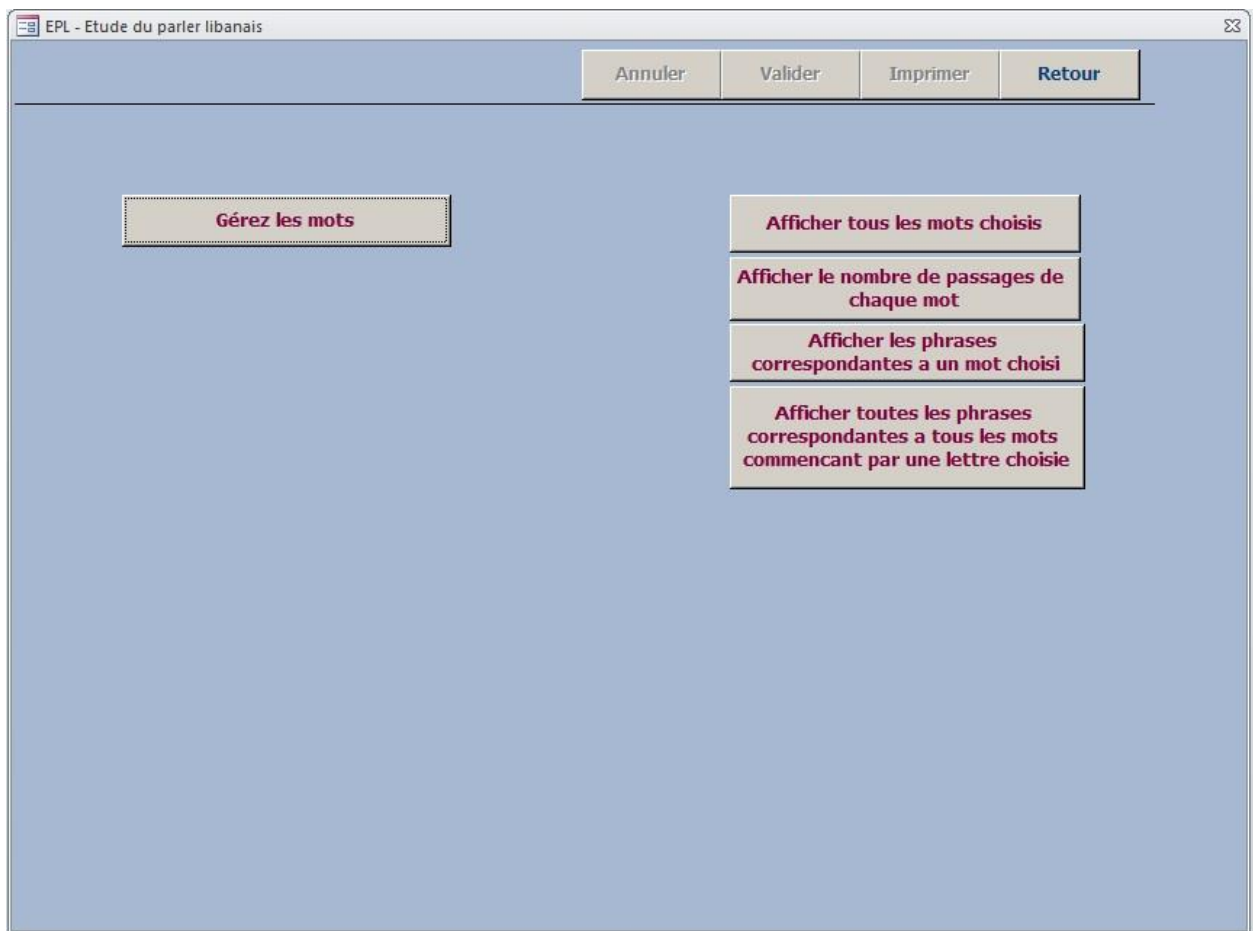 EPL - Etude du parler libanais
Annuler Valider Imprimer Retour
Gérez les mots
Afficher tous les mots choisis
Afficher le nombre de passages de
chaque mot
Afficher les phrases
correspondantes a un mot choisi
Afficher toutes les phrases
correspondantes a tous les mots
commencant par une lettre choisie